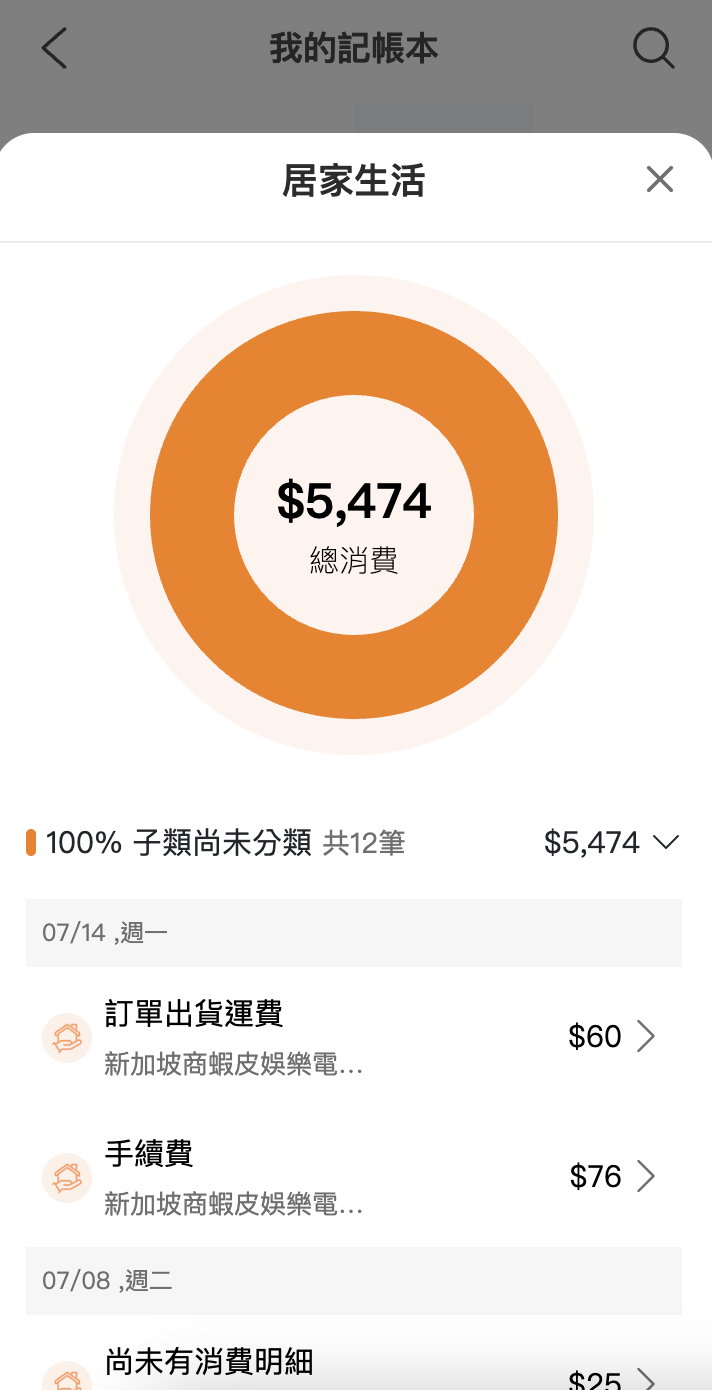 我的記帳本
居家生活
$5,474
總消費
100% 子類尚未分類 共12筆 $5,474
07/14 ,週一
訂單出貨運費
$60
新加坡商蝦皮娛樂電...
手續費
$76
新加坡商蝦皮娛樂電...
07/08 ,週二
尚未有消費明細
$25